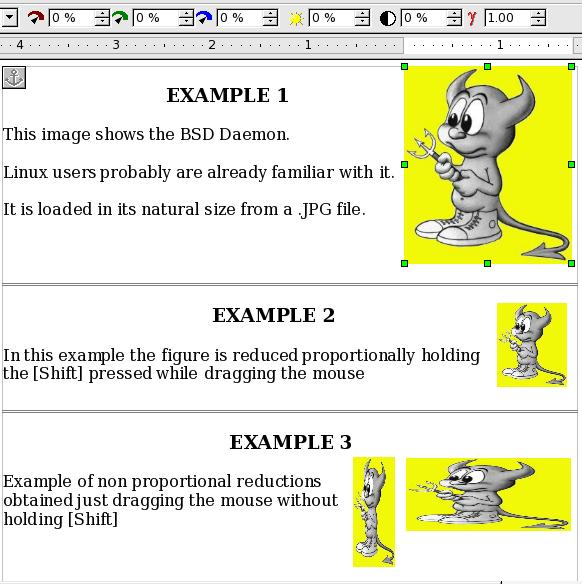 0 % 0 % 0 % 0 % 0 % 1.00
4 3 2 1 1
EXAMPLE 1
This image shows the BSD Daemon.
Linux users probably are already familiar with it.
It is loaded in its natural size from a .JPG file.
EXAMPLE 2
In this example the figure is reduced proportionally holding
the [Shift] pressed while dragging the mouse
EXAMPLE 3
Example of non proportional reductions
obtained just dragging the mouse without
holding [Shift]